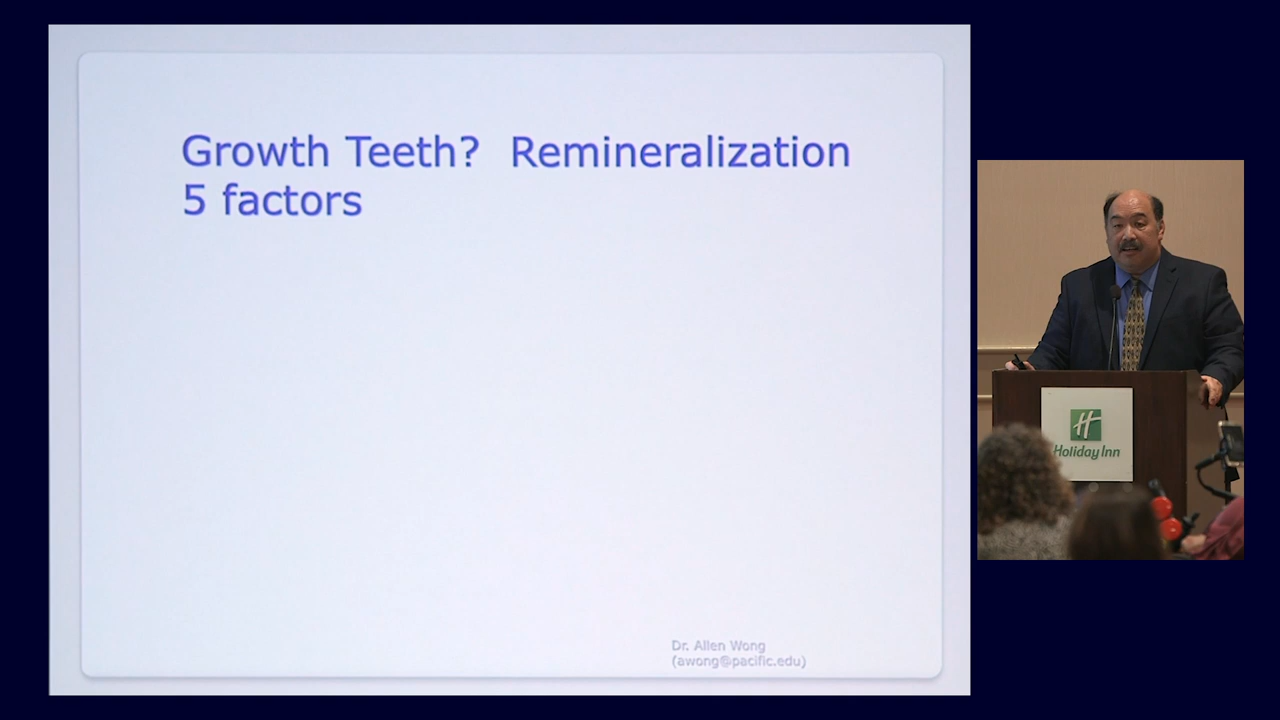 Growth Teeth? Remineralization
5 factors
Dr. Allen Wong
(awong@pacific.edu)
H
Holiday Inn